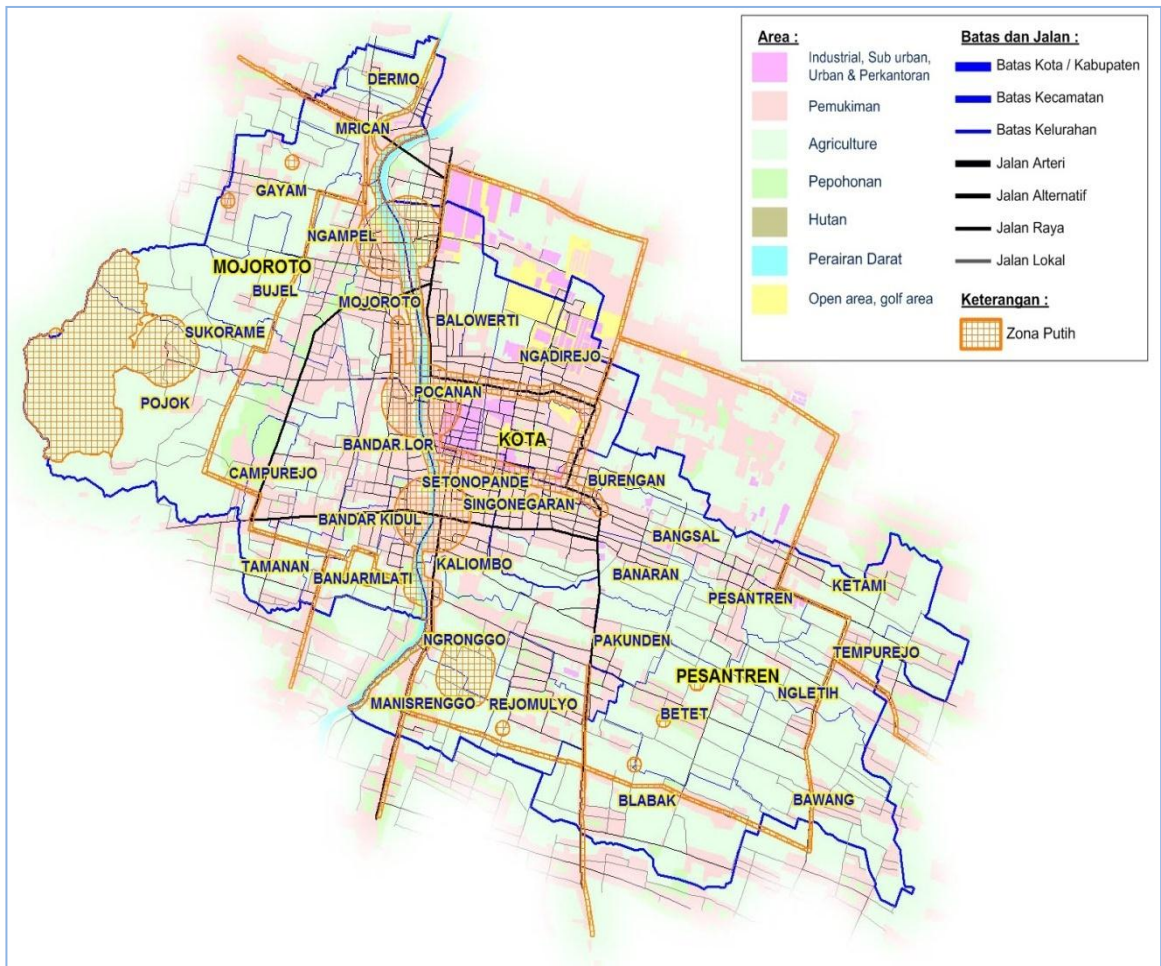 Area :
Industrial, Sub urban,
Urban & Perkantoran
Pemukiman
Agriculture
Pepohonan
Hutan
Perairan Darat
Open area, golf area
Batas dan Jalan :
Batas Kota / Kabupaten
Batas Kecamatan
Batas Kelurahan
Jalan Arteri
Jalan Alternatif
Jalan Raya
Jalan Lokal
Keterangan :
Zona Putih
DERMO
MRICAN
GAYAM
NGAMPEL
MOJOROTO
BUJEL
MOJOROTO
BALOWERTI
SUKORAME
NGADIREJO
POCANAN
POJOK
BANDAR LOR
KOTA
CAMPUREJO
SETONOPANDE
BURENGAN
SINGONEGARAN
BANDAR KIDUL
BANGSAL
TAMANAN
KALIOMBO
BANJARMLATI
BANARAN
KETAMI
PESANTREN
NGRONGGO
PAKUNDEN
TEMPUREJO
PESANTREN
NGLETIH
MANISRENGGO
REJOMULYO
BETET
BLABAK
BAWANG